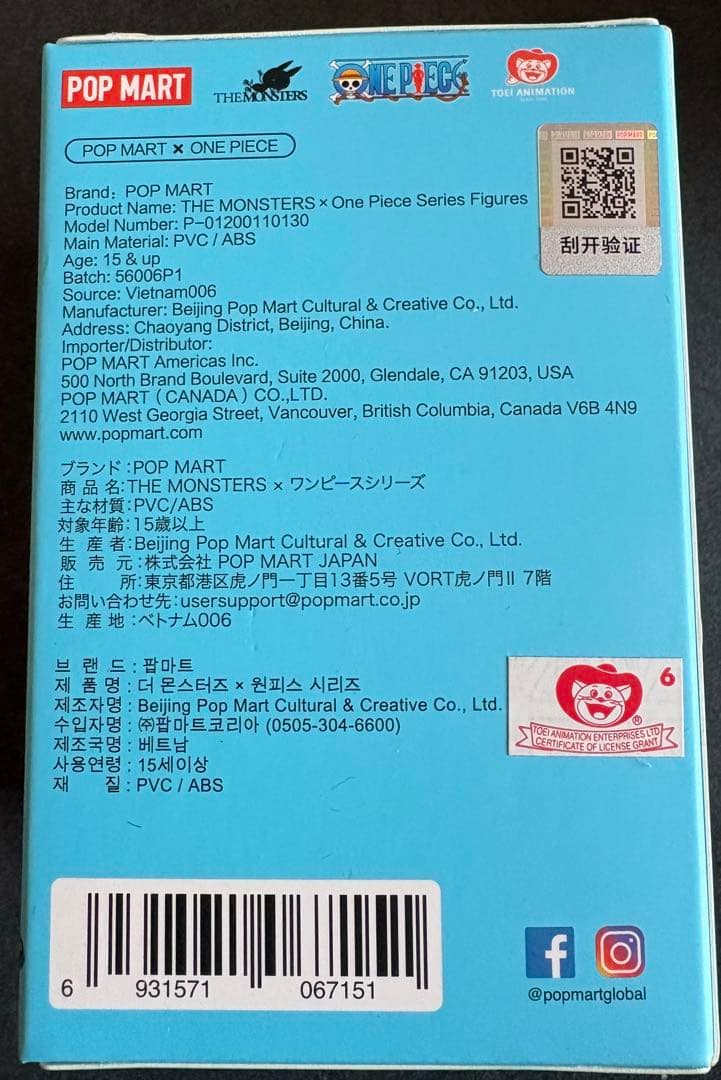 POP MART
THE MONSTERS
ONE PIECE
TOEI ANIMATION
POP MART × ONE PIECE
POPMART
刮开验证
Brand: POP MART
Product Name: THE MONSTERS × One Piece Series Figures
Model Number: P-01200110130
Main Material: PVC / ABS
Age: 15 & up
Batch: 56006P1
Source: Vietnam006
Manufacturer: Beijing Pop Mart Cultural & Creative Co., Ltd.
Address: Chaoyang District, Beijing, China.
Importer/Distributor:
POP MART Americas Inc.
500 North Brand Boulevard, Suite 2000, Glendale, CA 91203, USA
POP MART (CANADA) CO.,LTD.
2110 West Georgia Street, Vancouver, British Columbia, Canada V6B 4N9
www.popmart.com
ブランド:POP MART
商 品 名:THE MONSTERS × ワンピースシリーズ
主な材質:PVC/ABS
対象年齢:15歳以上
生 産 者:Beijing Pop Mart Cultural & Creative Co., Ltd.
販 売 元:株式会社 POP MART JAPAN
住 所:東京都港区虎ノ門一丁目13番5号 VORT虎ノ門II 7階
お問い合わせ先:usersupport@popmart.co.jp
生 産 地:ベトナム006
브 랜 드 : 팝마트
제 품 명 : 더 몬스터즈 × 원피스 시리즈
제조자명 : Beijing Pop Mart Cultural & Creative Co., Ltd.
수입자명 : ㈜팝마트코리아 (0505-304-6600)
제조국명 : 베트남
사용연령 : 15세이상
재 질 : PVC / ABS
6
®
TOEI ANIMATION ENTERPRISES LTD
CERTIFICATE OF LICENSE GRANT
6 931571 067151
@popmartglobal